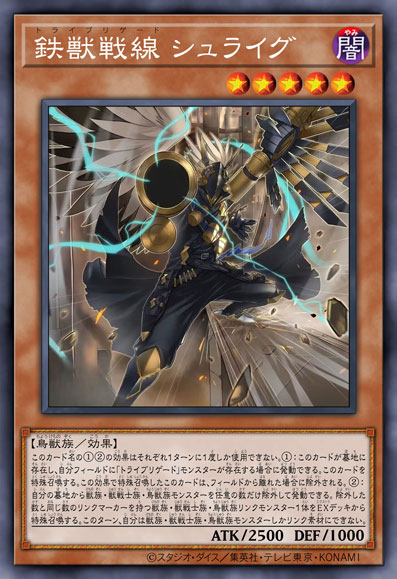 トライブリゲード
鉄獣戦線 シュライグ
やみ
闇
【鳥獣族／効果】
このカード名の①②の効果はそれぞれ1ターンに1度しか使用できない。①:このカードが墓地に
存在し、自分フィールドに「トライブリゲード」モンスターが存在する場合に発動できる。このカードを
特殊召喚する。この効果で特殊召喚したこのカードは、フィールドから離れた場合に除外される。②:
自分の墓地から獣族・獣戦士族・鳥獣族モンスターを任意の数だけ除外して発動できる。除外した
数と同じ数のリンクマーカーを持つ獣族・獣戦士族・鳥獣族リンクモンスター1体をEXデッキから
特殊召喚する。このターン、自分は獣族・獣戦士族・鳥獣族モンスターしかリンク素材にできない。
ATK/2500 DEF/1000
©スタジオ・ダイス／集英社・テレビ東京・KONAMI